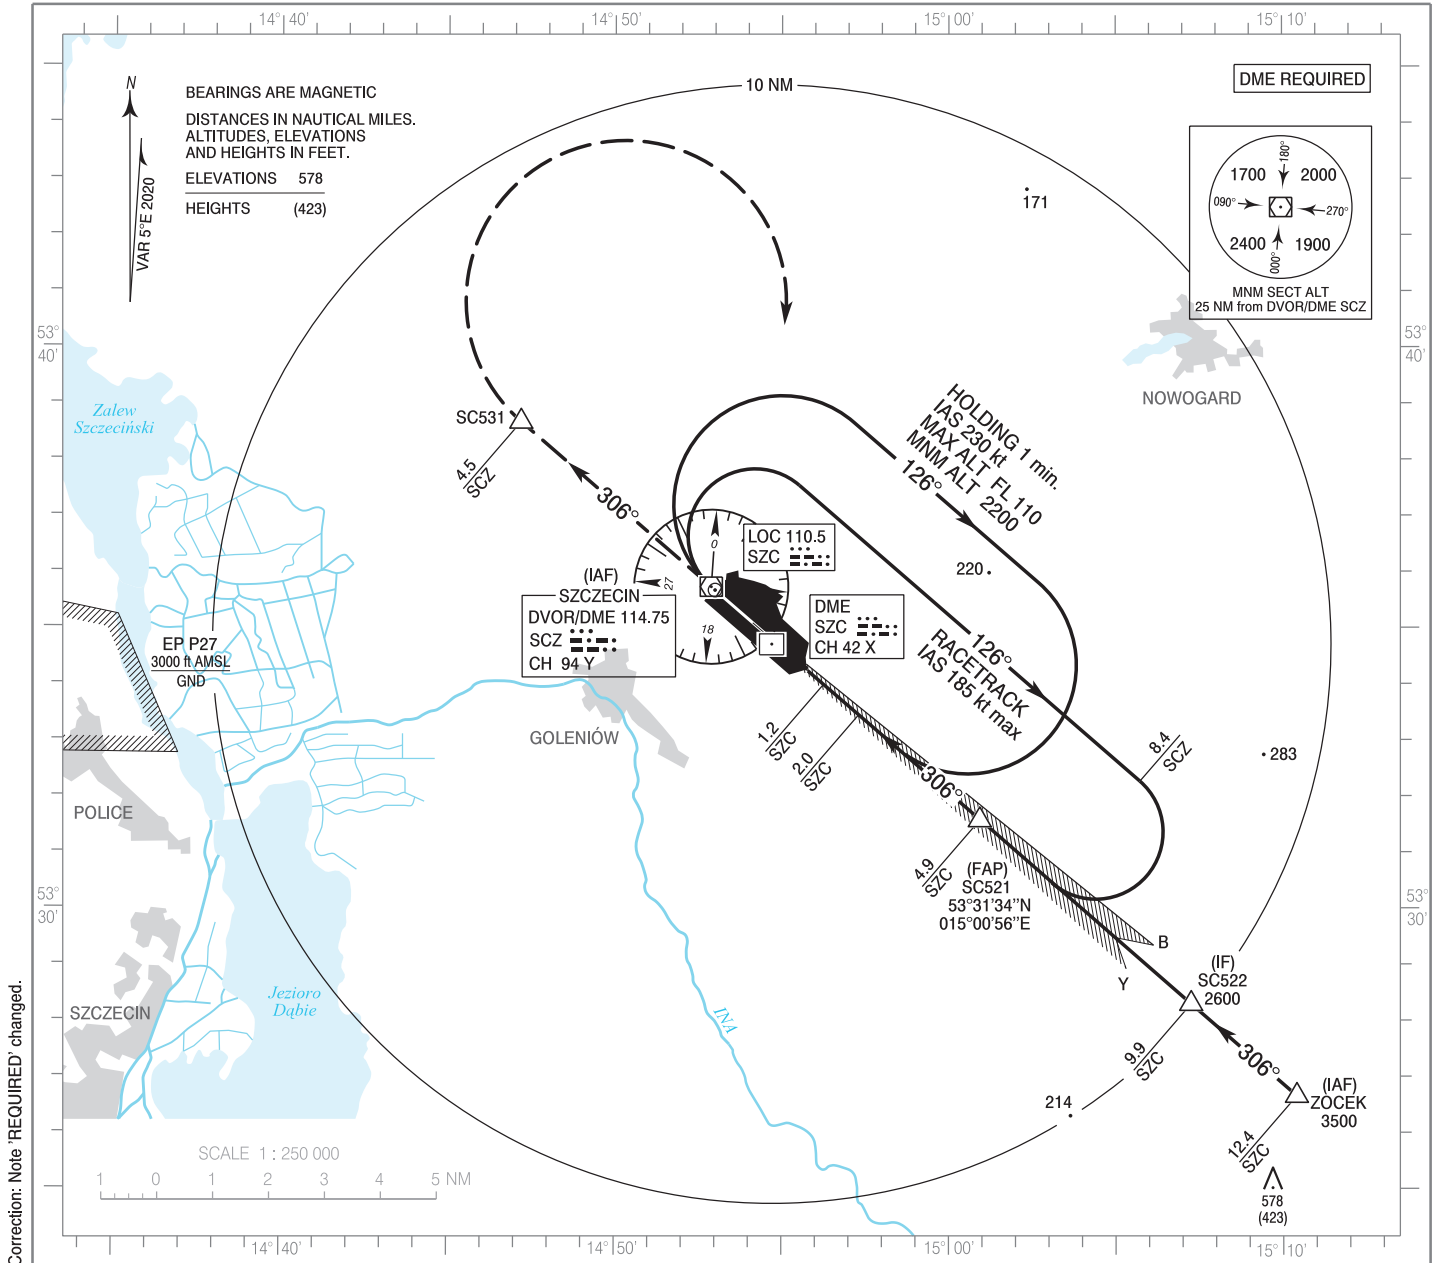 14° 40'
14° 50'
15° 00'
15° 10'
10 NM
DME REQUIRED
N
VAR 5°E 2020
BEARINGS ARE MAGNETIC
DISTANCES IN NAUTICAL MILES.
ALTITUDES, ELEVATIONS
AND HEIGHTS IN FEET.
ELEVATIONS 578
HEIGHTS (423)
180°
1700 2000
090° 270°
2400 1900
000°
MNM SECT ALT
25 NM from DVOR/DME SCZ
171
53°
40'
53°
40'
NOWOGARD
Zalew
Szczeciński
SC531
4.5
SCZ
306°
HOLDING 1 min.
IAS 230 kt
MAX ALT FL 110
MNM ALT 2200
126°
0
27
18
LOC 110.5
SZC
220
(IAF)
SZCZECIN
DVOR/DME 114.75
SCZ
CH 94 Y
DME
SZC
CH 42 X
126°
RACETRACK
IAS 185 kt max
EP P27
3000 ft AMSL
GND
GOLENIÓW
1.2
SZC
2.0
SZC
8.4
SCZ
283
306°
POLICE
4.9
SZC
(FAP)
SC521
53°31'34"N
015°00'56"E
53°
30'
53°
30'
B
Y
(IF)
SC522
2600
SZCZECIN
Jezioro
Dąbie
INA
9.9
SZC
306°
(IAF)
ZOCEK
3500
214
12.4
SZC
578
(423)
SCALE 1 : 250 000
1 0 1 2 3 4 5 NM
14° 40'
14° 50'
15° 00'
15° 10'
Correction: Note 'REQUIRED' changed.